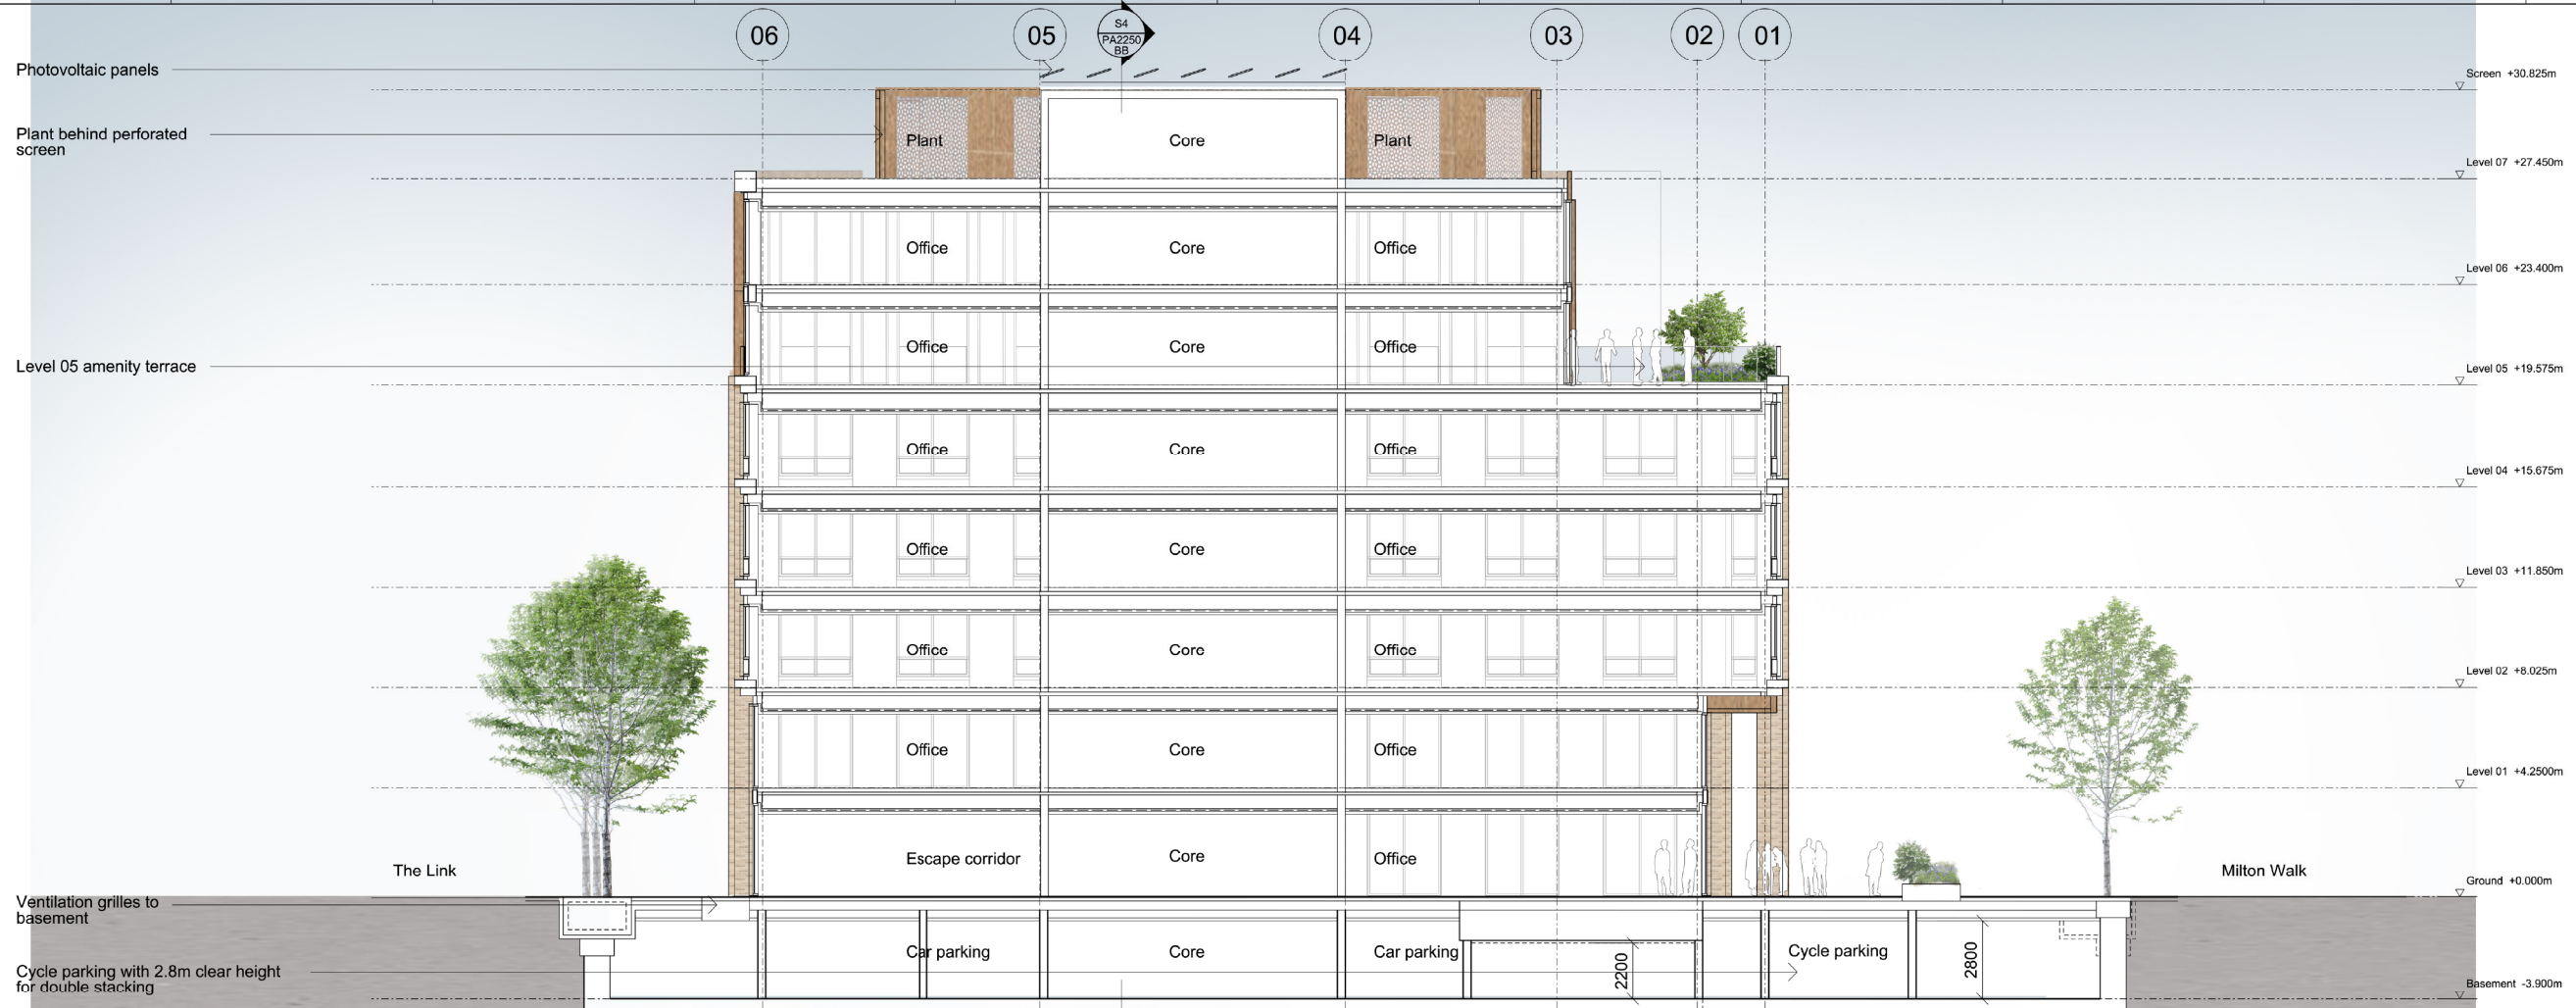 06
05
S4
PA2250
BB
04
03
02
01
Photovoltaic panels
Screen +30.825m
Plant behind perforated
screen
Plant
Core
Plant
Level 07 +27.450m
Office
Core
Office
Level 06 +23.400m
Office
Core
Office
Level 05 amenity terrace
Level 05 +19.575m
Office
Core
Office
Level 04 +15.675m
Office
Core
Office
Level 03 +11.850m
Office
Core
Office
Level 02 +8.025m
Office
Core
Office
Level 01 +4.2500m
Escape corridor
Core
Office
The Link
Milton Walk
Ground +0.000m
Ventilation grilles to
basement
Car parking
Core
Car parking
2200
Cycle parking
2800
Cycle parking with 2.8m clear height
for double stacking
Basement -3.900m